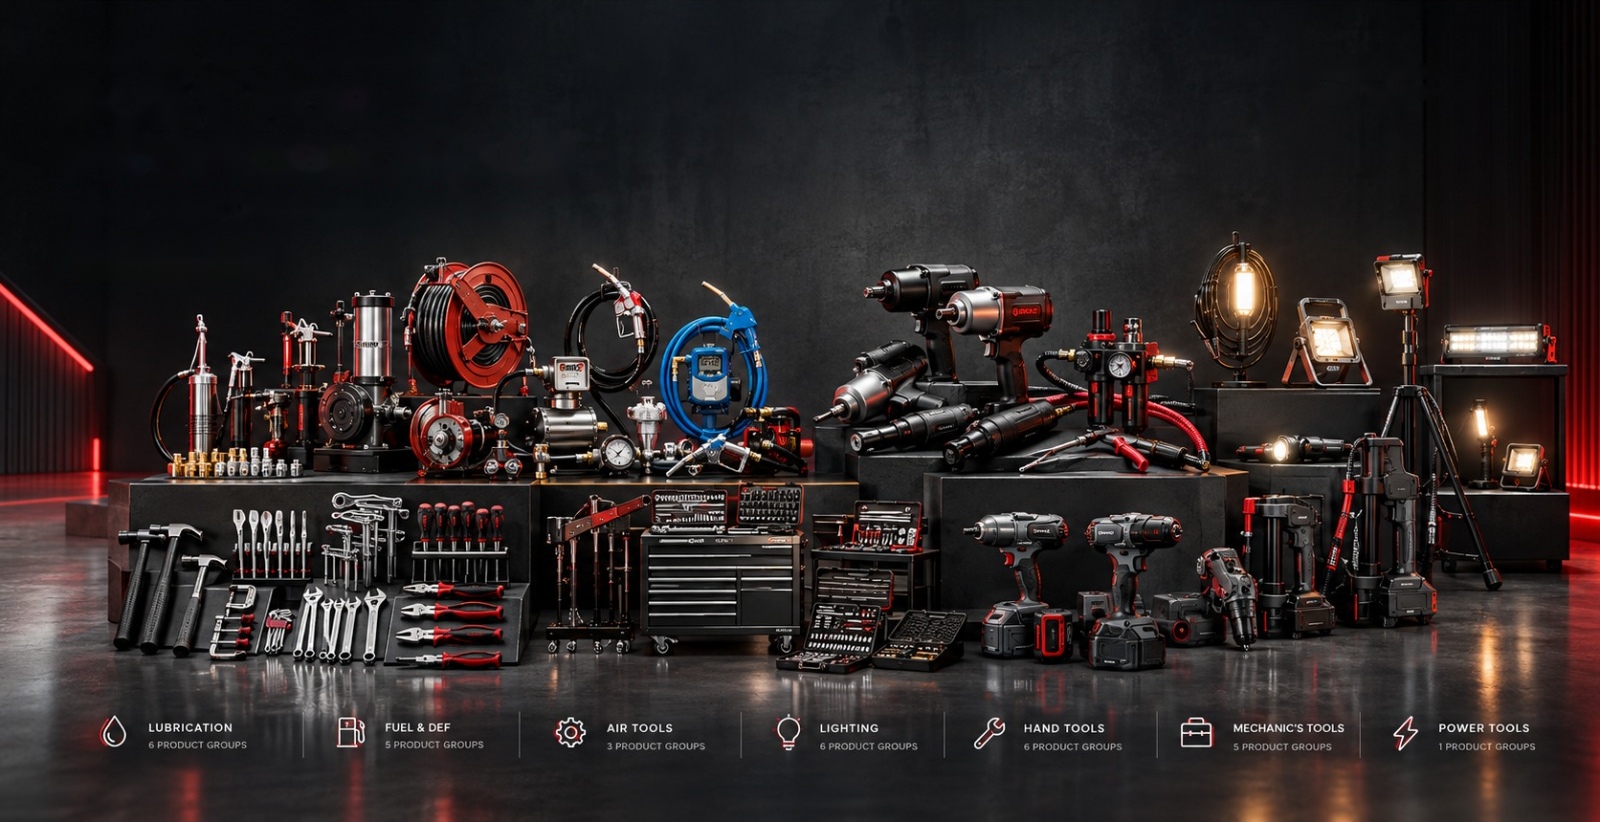 LUBRICATION
6 PRODUCT GROUPS
FUEL & DEF
5 PRODUCT GROUPS
AIR TOOLS
3 PRODUCT GROUPS
LIGHTING
6 PRODUCT GROUPS
HAND TOOLS
6 PRODUCT GROUPS
MECHANIC'S TOOLS
5 PRODUCT GROUPS
POWER TOOLS
1 PRODUCT GROUPS